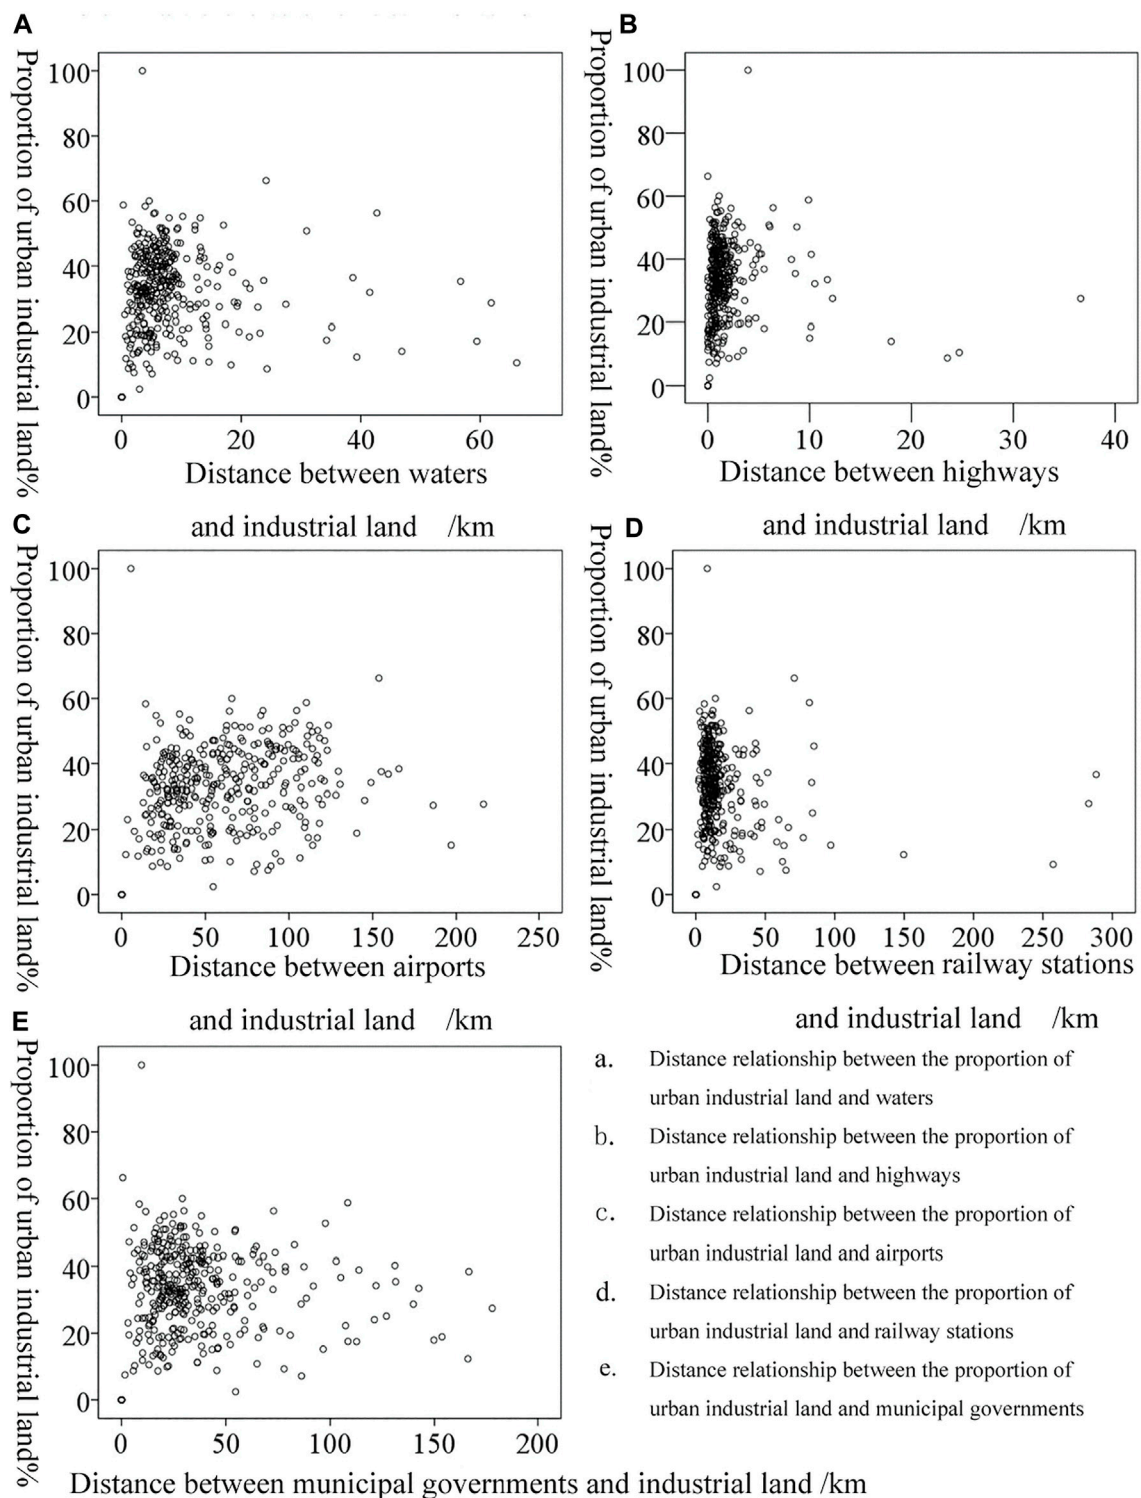 A
Proportion of urban industrial land%
100
80
60
40
20
0
0 20 40 60
Distance between waters
and industrial land /km
B
Proportion of urban industrial land%
100
80
60
40
20
0
0 10 20 30 40
Distance between highways
and industrial land /km
C
Proportion of urban industrial land%
100
80
60
40
20
0
0 50 100 150 200 250
Distance between airports
and industrial land /km
D
Proportion of urban industrial land%
100
80
60
40
20
0
0 50 100 150 200 250 300
Distance between railway stations
and industrial land /km
E
Proportion of urban industrial land%
100
80
60
40
20
0
0 50 100 150 200
Distance between municipal governments and industrial land /km
a. Distance relationship between the proportion of
urban industrial land and waters
b. Distance relationship between the proportion of
urban industrial land and highways
c. Distance relationship between the proportion of
urban industrial land and airports
d. Distance relationship between the proportion of
urban industrial land and railway stations
e. Distance relationship between the proportion of
urban industrial land and municipal governments